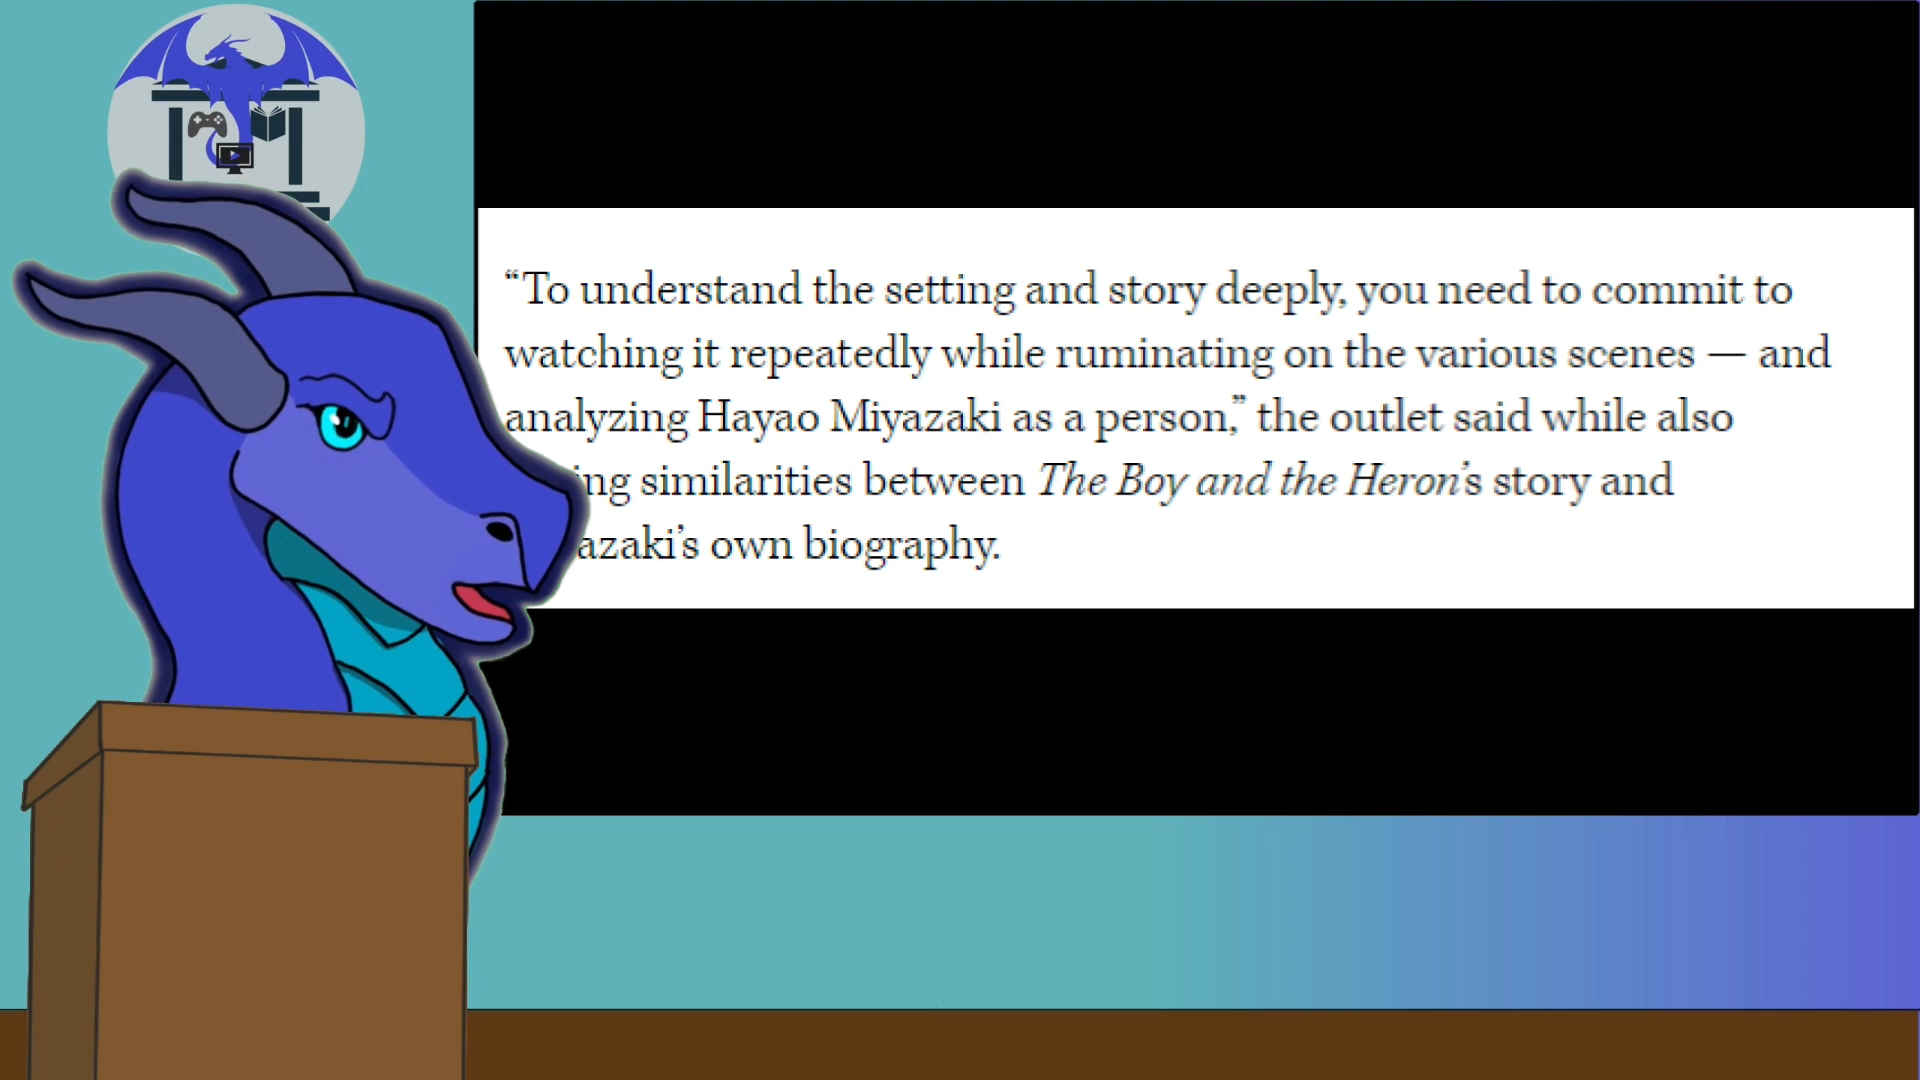 “To understand the setting and story deeply, you need to commit to
watching it repeatedly while ruminating on the various scenes — and
analyzing Hayao Miyazaki as a person,” the outlet said while also
similarities between The Boy and the Heron’s story and
own biography.